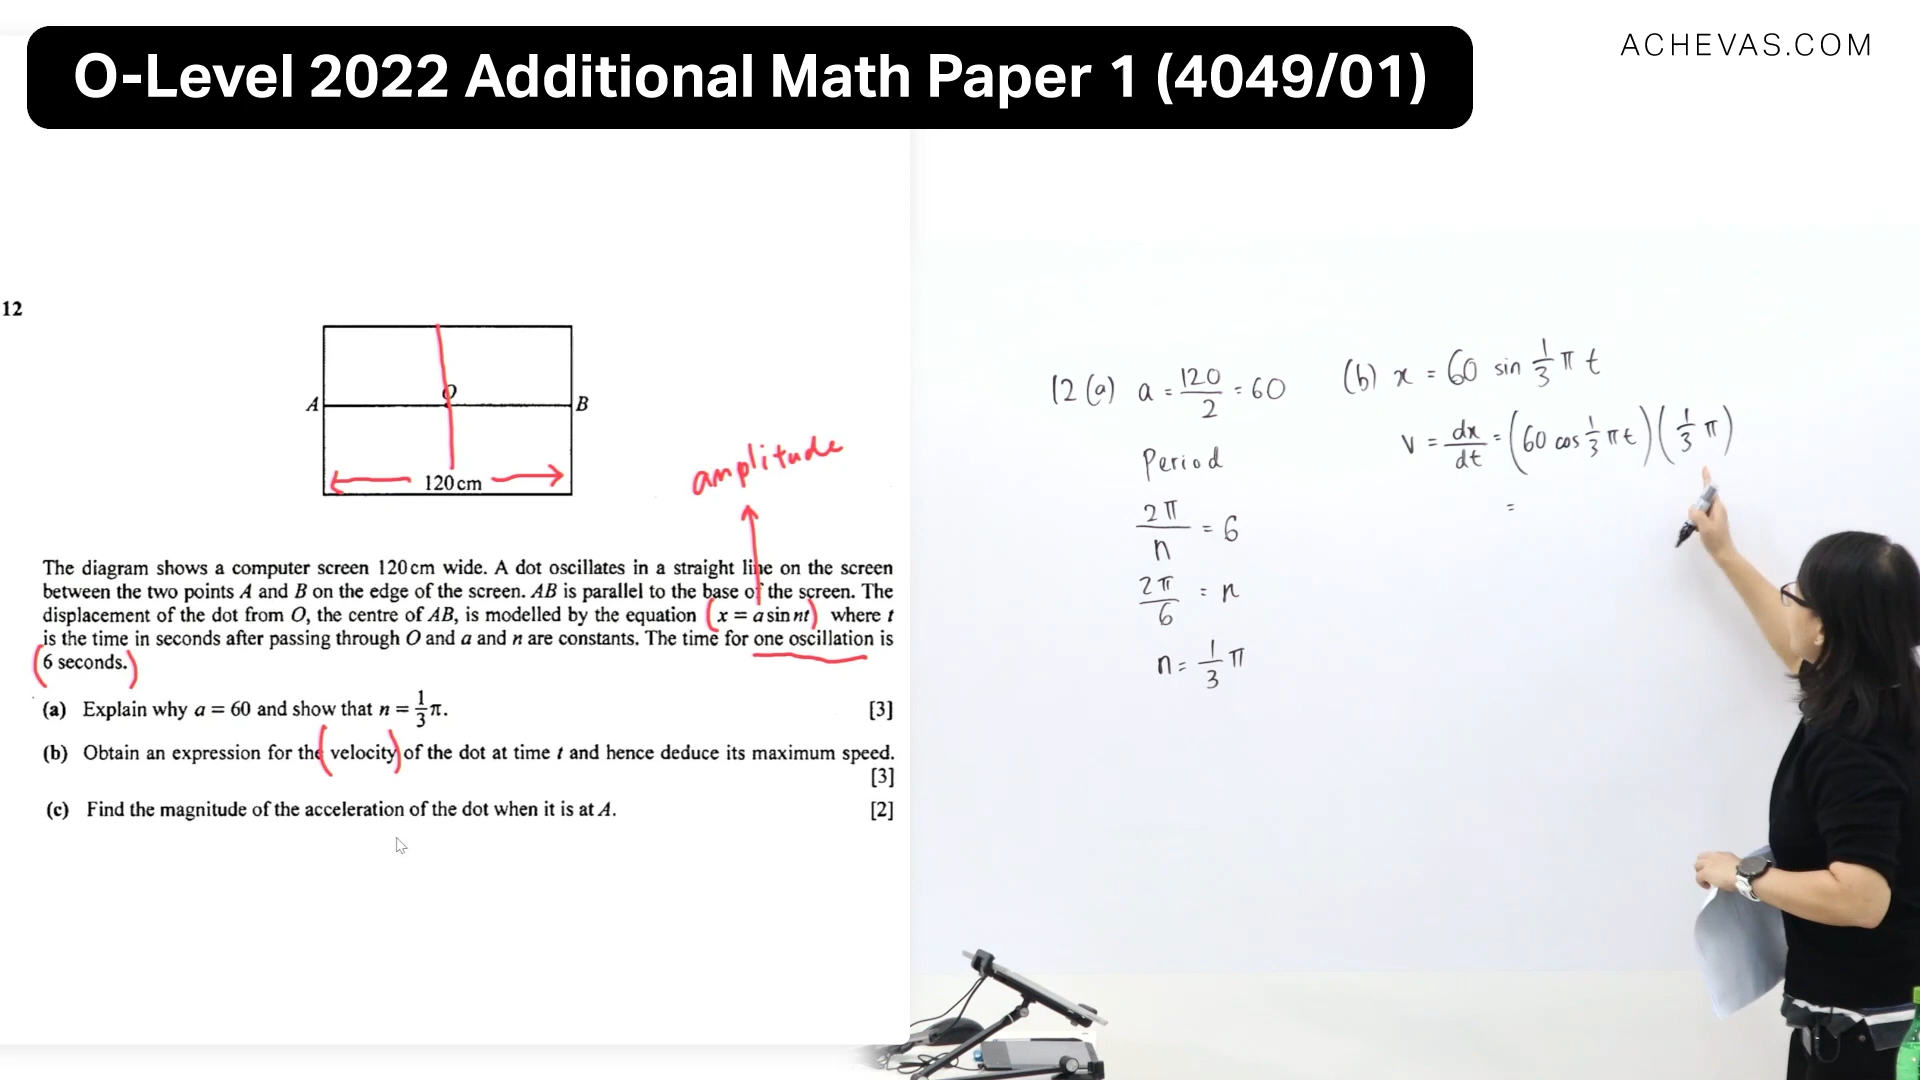 O-Level 2022 Additional Math Paper 1 (4049/01)
ACHEVAS.COM
12
A
O
B
120 cm
amplitude
The diagram shows a computer screen 120 cm wide. A dot oscillates in a straight line on the screen
between the two points A and B on the edge of the screen. AB is parallel to the base of the screen. The
displacement of the dot from O, the centre of AB, is modelled by the equation (x = a sin nt) where t
is the time in seconds after passing through O and a and n are constants. The time for one oscillation is
(6 seconds.)
(a) Explain why a = 60 and show that n = 1/3 π. [3]
(b) Obtain an expression for the (velocity) of the dot at time t and hence deduce its maximum speed.
[3]
(c) Find the magnitude of the acceleration of the dot when it is at A. [2]
12 (a) a = 120/2 = 60
Period
2π/n = 6
2π/6 = n
n = 1/3 π
(b) x = 60 sin 1/3 π t
v = dx/dt = (60 cos 1/3 π t)(1/3 π)
=